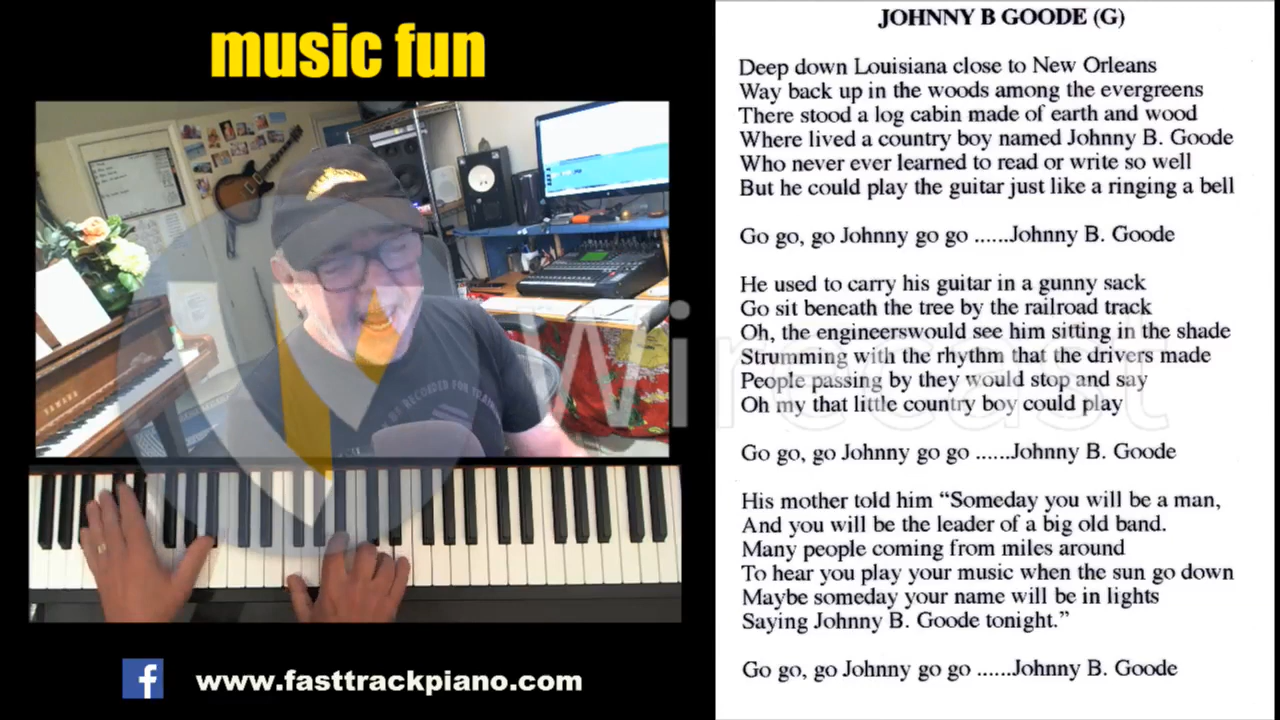 music fun
YAMAHA
www.fasttrackpiano.com
Wirecast
JOHNNY B GOODE (G)
Deep down Louisiana close to New Orleans
Way back up in the woods among the evergreens
There stood a log cabin made of earth and wood
Where lived a country boy named Johnny B. Goode
Who never ever learned to read or write so well
But he could play the guitar just like a ringing a bell
Go go, go Johnny go go ......Johnny B. Goode
He used to carry his guitar in a gunny sack
Go sit beneath the tree by the railroad track
Oh, the engineerswould see him sitting in the shade
Strumming with the rhythm that the drivers made
People passing by they would stop and say
Oh my that little country boy could play
Go go, go Johnny go go ......Johnny B. Goode
His mother told him “Someday you will be a man,
And you will be the leader of a big old band.
Many people coming from miles around
To hear you play your music when the sun go down
Maybe someday your name will be in lights
Saying Johnny B. Goode tonight.”
Go go, go Johnny go go ......Johnny B. Goode